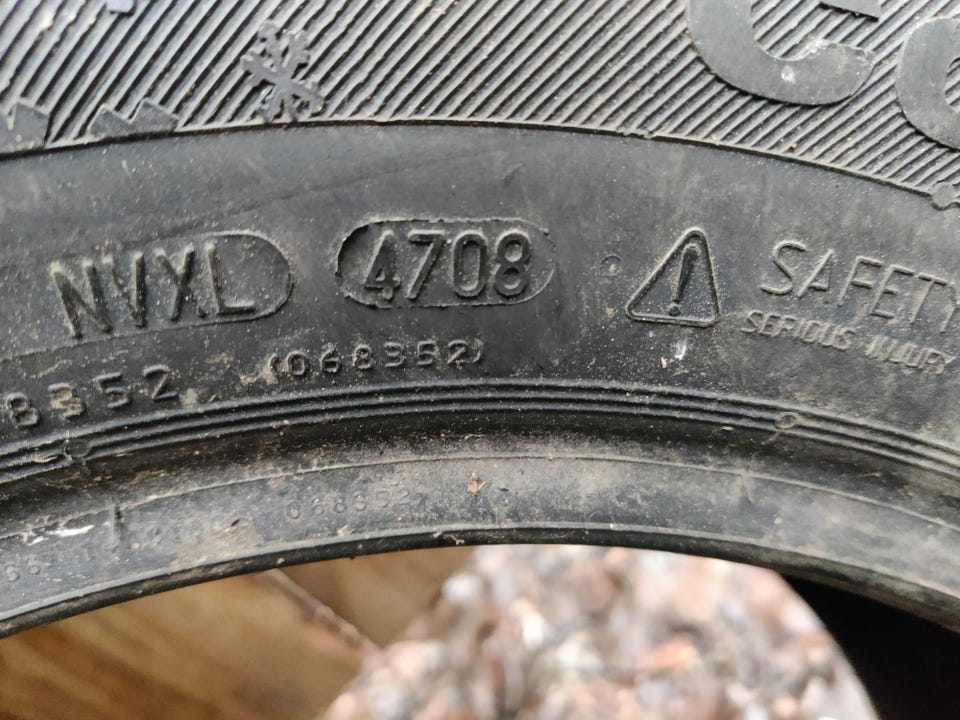 NVXL 4708
SAFETY
SERIOUS INJURY
8352 (068352)
068352